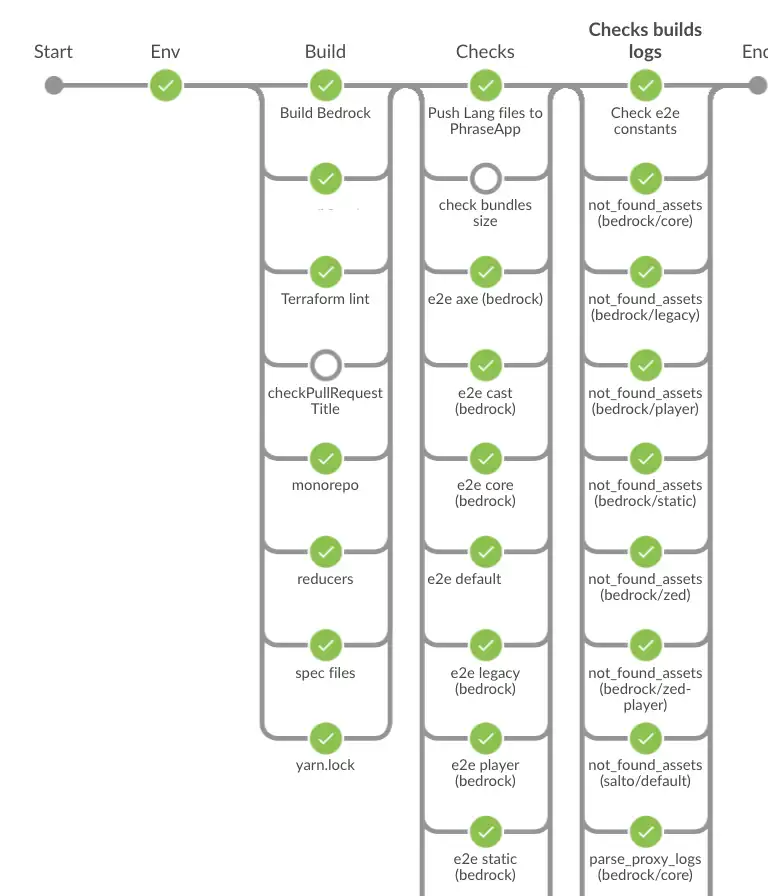 Start
Env
Build
Checks
Checks builds
logs
Build Bedrock
Terraform lint
checkPullRequest
Title
monorepo
reducers
spec files
yarn.lock
Push Lang files to
PhraseApp
check bundles
size
e2e axe (bedrock)
e2e cast
(bedrock)
e2e core
(bedrock)
e2e default
e2e legacy
(bedrock)
e2e player
(bedrock)
e2e static
(bedrock)
Check e2e
constants
not_found_assets
(bedrock/core)
not_found_assets
(bedrock/legacy)
not_found_assets
(bedrock/player)
not_found_assets
(bedrock/static)
not_found_assets
(bedrock/zed)
not_found_assets
(bedrock/zed-
player)
not_found_assets
(salto/default)
parse_proxy_logs
(bedrock/core)